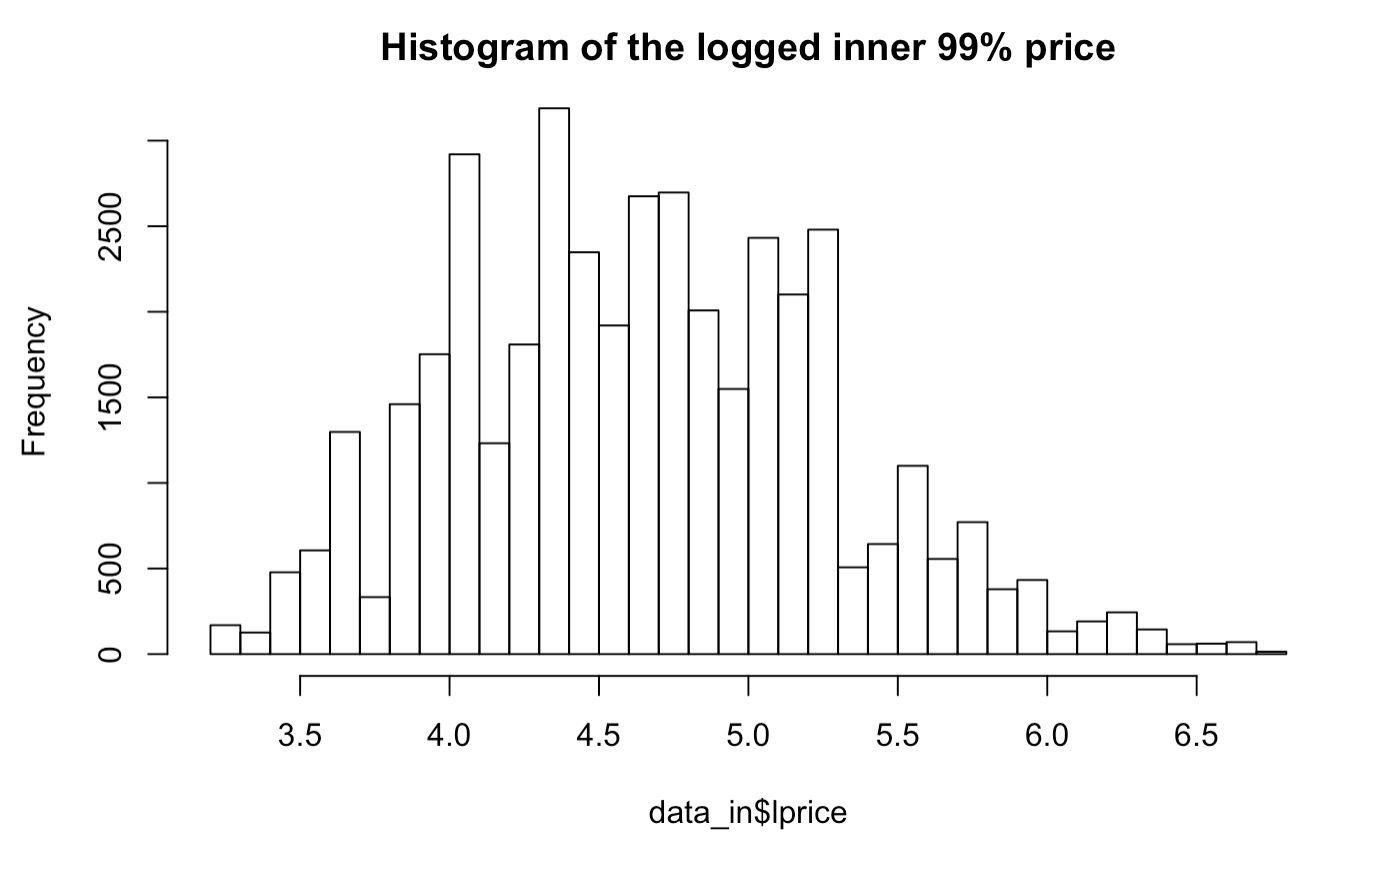 Histogram of the logged inner 99% price
Frequency
2500
1500
500
0
3.5 4.0 4.5 5.0 5.5 6.0 6.5
data_in$lprice